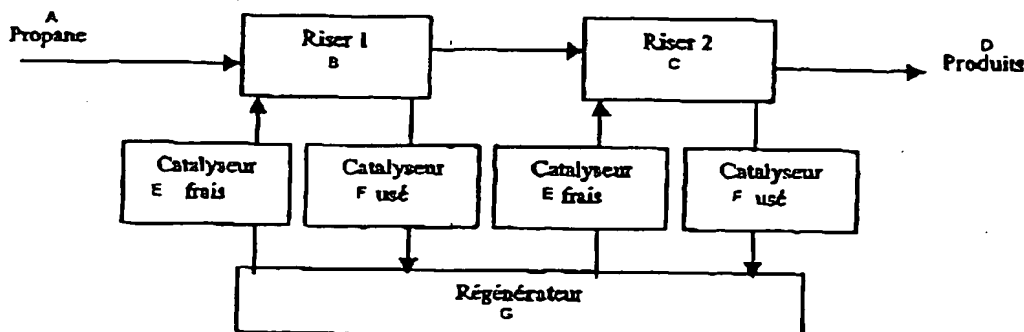 A
Propane
Riser 1
B
Riser 2
C
D
Produits
Catalyseur
E frais
Catalyseur
F usé
Catalyseur
E frais
Catalyseur
F usé
Régénérateur
G